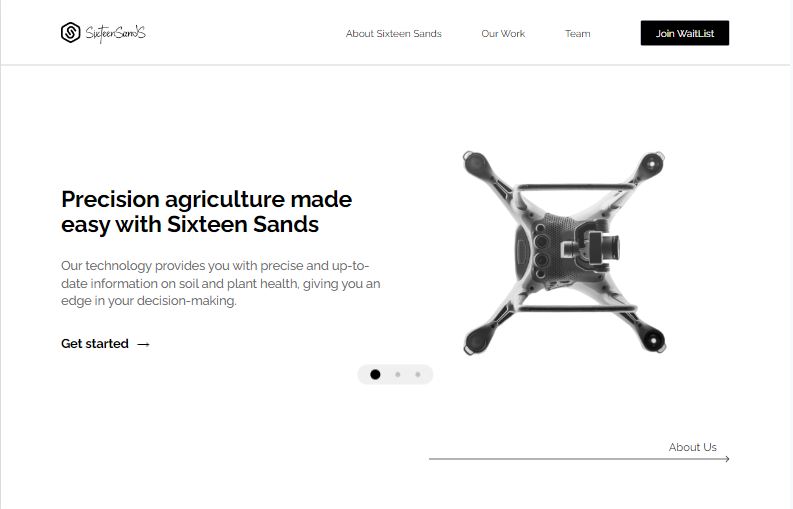 SixteenSandS
About Sixteen Sands
Our Work
Team
Join WaitList
Precision agriculture made
easy with Sixteen Sands
Our technology provides you with precise and up-to-
date information on soil and plant health, giving you an
edge in your decision-making.
Get started →
About Us